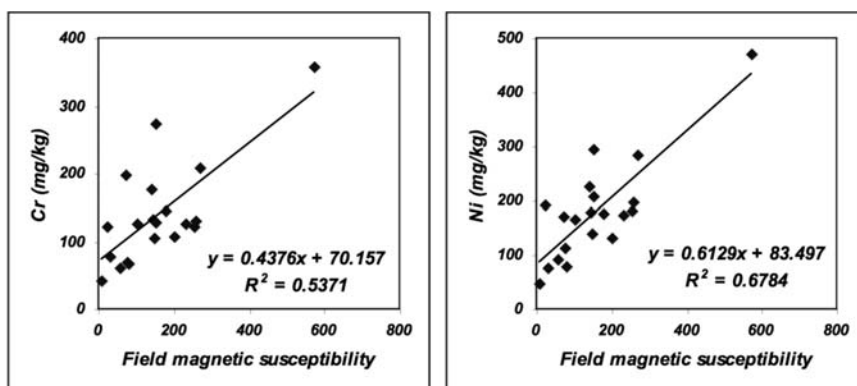 400
300
200
100
0
Cr (mg/kg)
y = 0.4376x + 70.157
R² = 0.5371
0 200 400 600 800
Field magnetic susceptibility
500
400
300
200
100
0
Ni (mg/kg)
y = 0.6129x + 83.497
R² = 0.6784
0 200 400 600 800
Field magnetic susceptibility